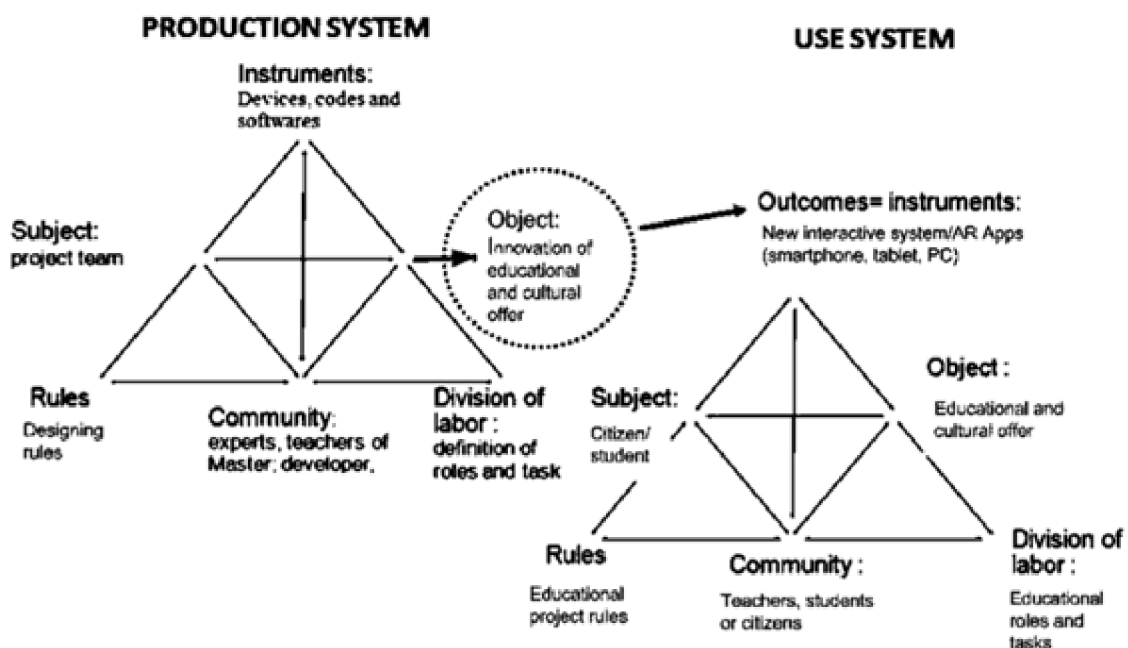 PRODUCTION SYSTEM
USE SYSTEM
Instruments:
Devices, codes and
softwares
Subject:
project team
Object:
Innovation of
educational
and cultural
offer
Outcomes= instruments:
New interactive system/AR Apps
(smartphone, tablet, PC)
Rules
Designing
rules
Community:
experts, teachers of
Master; developer,
Division of
labor :
definition of
roles and task
Subject:
Citizen/
student
Object :
Educational and
cultural offer
Rules
Educational
project rules
Community :
Teachers, students
or citizens
Division of
labor :
Educational
roles and
tasks